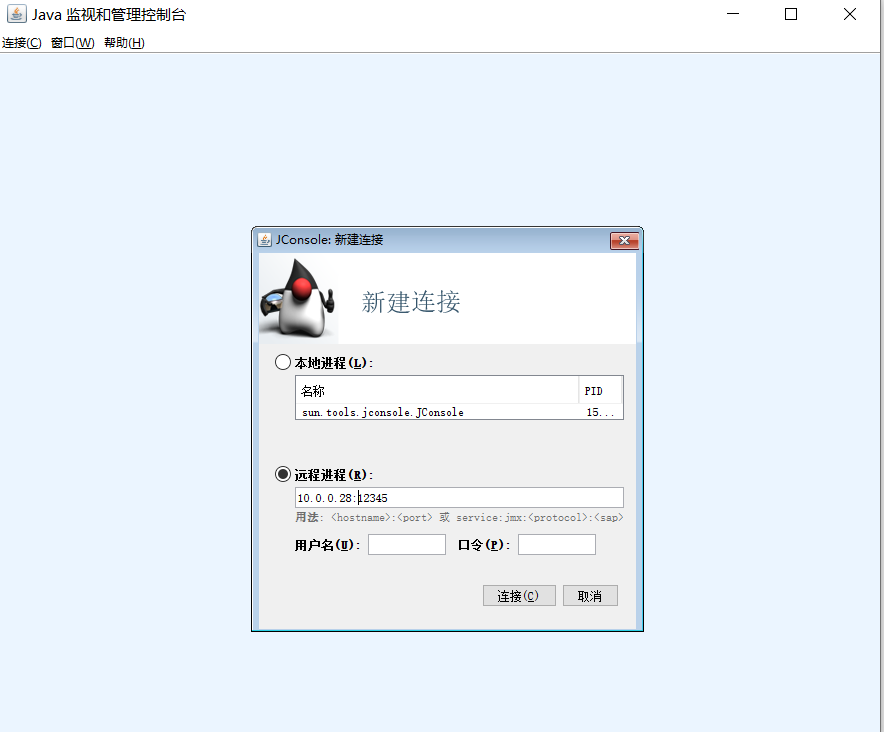 Java 监视和管理控制台
连接(C) 窗口(W) 帮助(H)
JConsole: 新建连接
新建连接
本地进程(L):
名称 PID
sun.tools.jconsole.JConsole 15...
远程进程(R):
10.0.0.28:12345
用法: <hostname>:<port> 或 service:jmx:<protocol>:<sap>
用户名(U): 口令(P):
连接(C) 取消